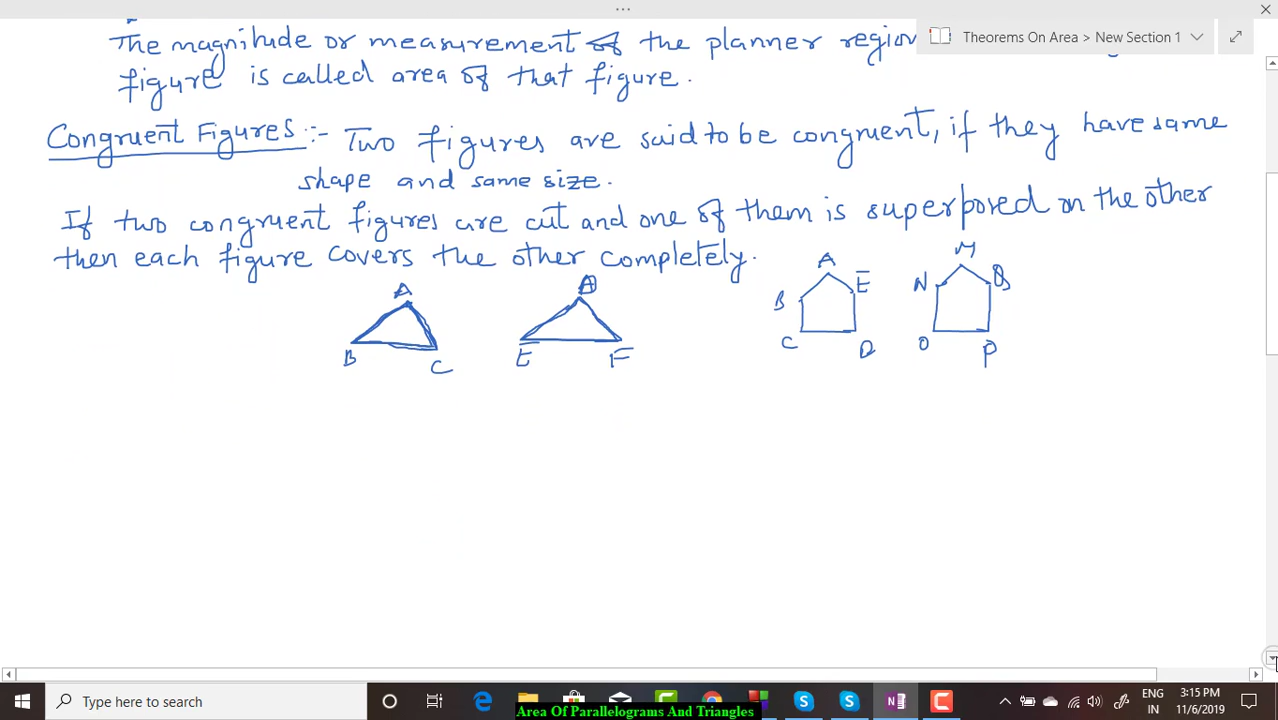 The magnitude or measurement of the planner region
Theorems On Area > New Section 1
figure is called area of that figure.
Congruent Figures :- Two figures are said to be congruent, if they have same
shape and same size.
If two congruent figures are cut and one of them is superposed on the other
then each figure covers the other completely.
A A M
A E N Q
B
B C E F C D O P
Type here to search
ENG 3:15 PM
IN 11/6/2019
Area Of Parallelograms And Triangles